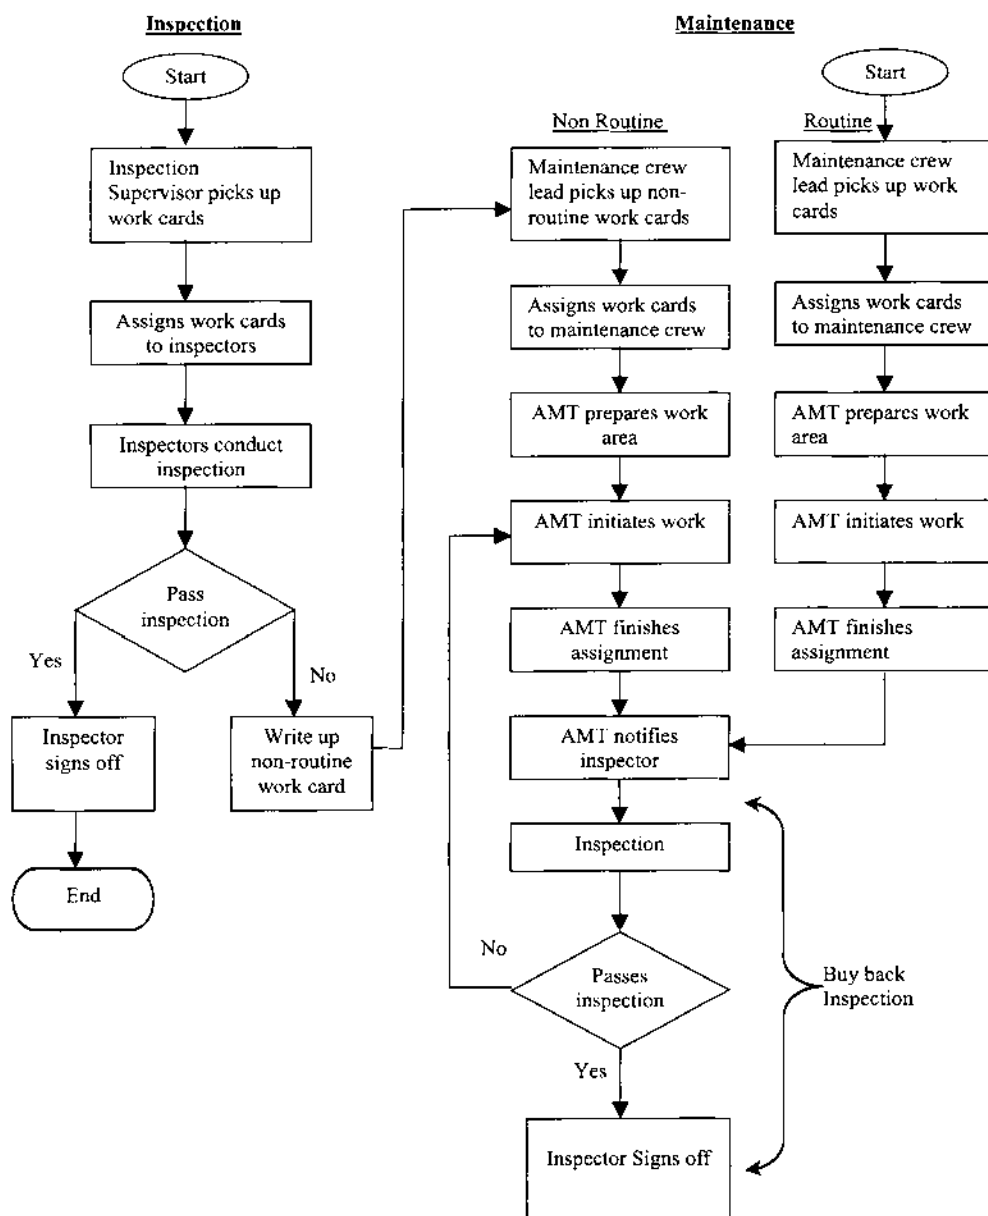 Inspection
Start
Inspection
Supervisor picks up
work cards
Assigns work cards
to inspectors
Inspectors conduct
inspection
Pass
inspection
Yes
No
Inspector
signs off
Write up
non-routine
work card
End
Maintenance
Non Routine
Maintenance crew
lead picks up non-
routine work cards
Assigns work cards
to maintenance crew
AMT prepares work
area
AMT initiates work
AMT finishes
assignment
AMT notifies
inspector
Inspection
Passes
inspection
No
Yes
Inspector Signs off
Start
Routine
Maintenance crew
lead picks up work
cards
Assigns work cards
to maintenance crew
AMT prepares work
area
AMT initiates work
AMT finishes
assignment
Buy back
Inspection